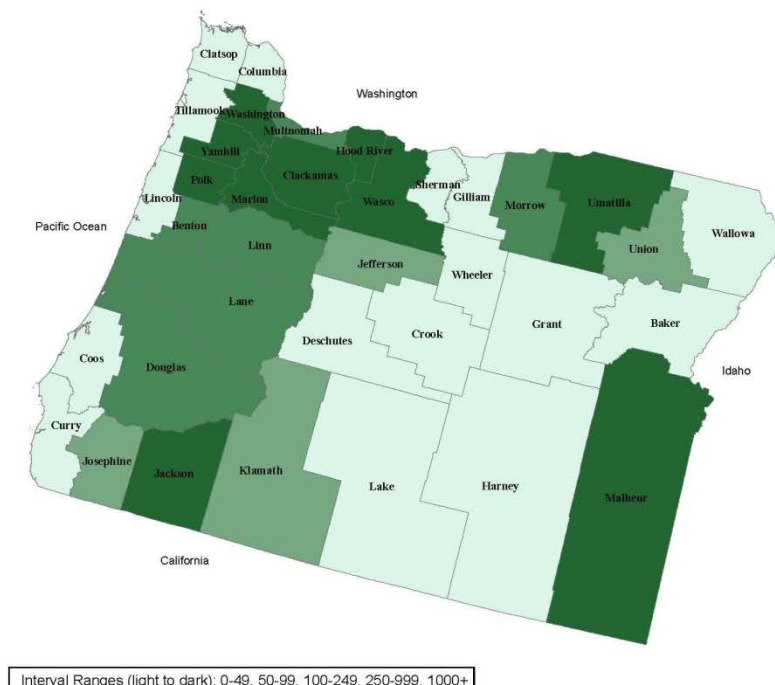 Clatsop
Columbia
Washington
Tillamook
Washington
Multnomah
Hood River
Yamhill
Clackamas
Sherman
Gilliam
Morrow
Umatilla
Polk
Wasco
Lincoln
Marion
Pacific Ocean
Benton
Union
Wallowa
Linn
Jefferson
Wheeler
Lane
Grant
Baker
Crook
Deschutes
Coos
Douglas
Idaho
Curry
Josephine
Jackson
Klamath
Lake
Harney
Malheur
California
Interval Ranges (light to dark): 0-49, 50-99, 100-249, 250-999, 1000+